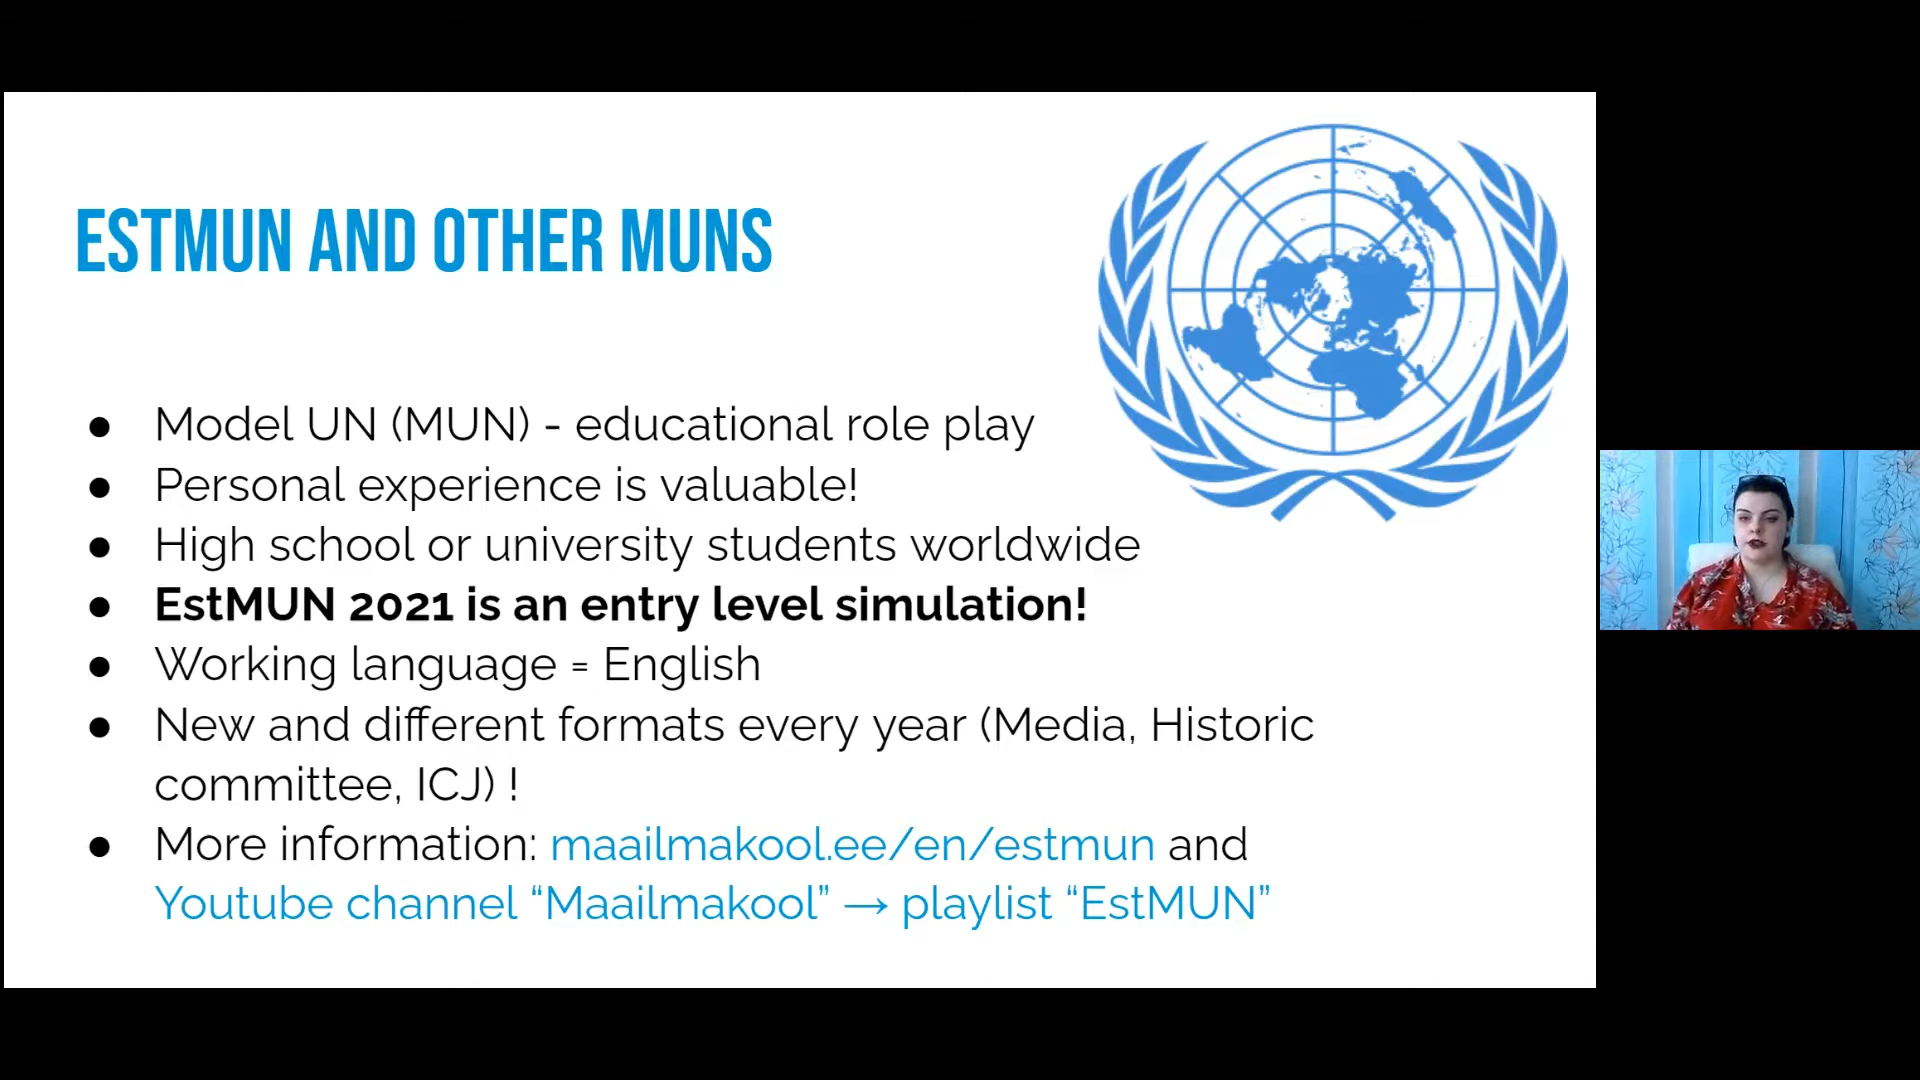 ESTMUN AND OTHER MUNS
● Model UN (MUN) - educational role play
● Personal experience is valuable!
● High school or university students worldwide
● EstMUN 2021 is an entry level simulation!
● Working language = English
● New and different formats every year (Media, Historic
committee, ICJ) !
● More information: maailmakool.ee/en/estmun and
Youtube channel “Maailmakool” → playlist “EstMUN”